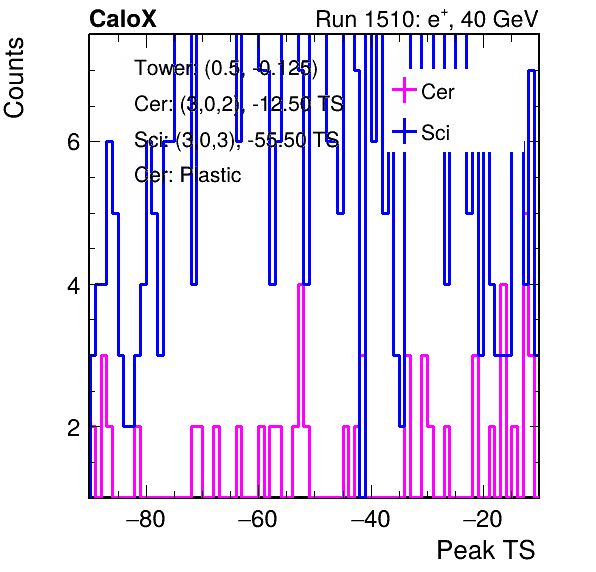 CaloX
Run 1510: e+, 40 GeV
Counts
Tower: (0.5, -0.125)
Cer: (3,0,2), -12.50 TS
Sci: (3,0,3), -55.50 TS
Cer: Plastic
Cer
Sci
6
4
2
−80
−60
−40
−20
Peak TS